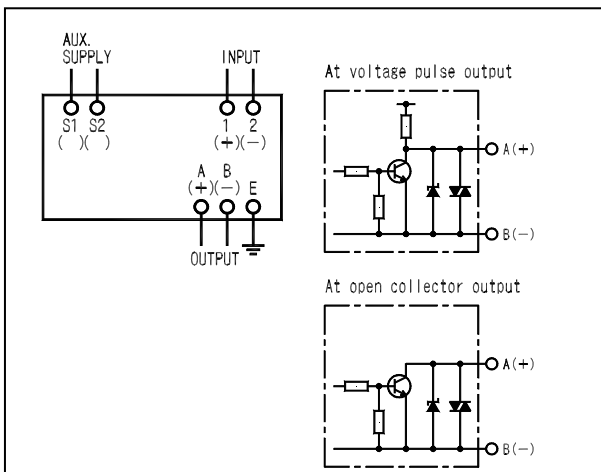 AUX.
SUPPLY
INPUT
S1 S2
( ) ( )
1 2
(+)(−)
A B E
(+)(−)
OUTPUT
At voltage pulse output
A(+)
B(−)
At open collector output
A(+)
B(−)